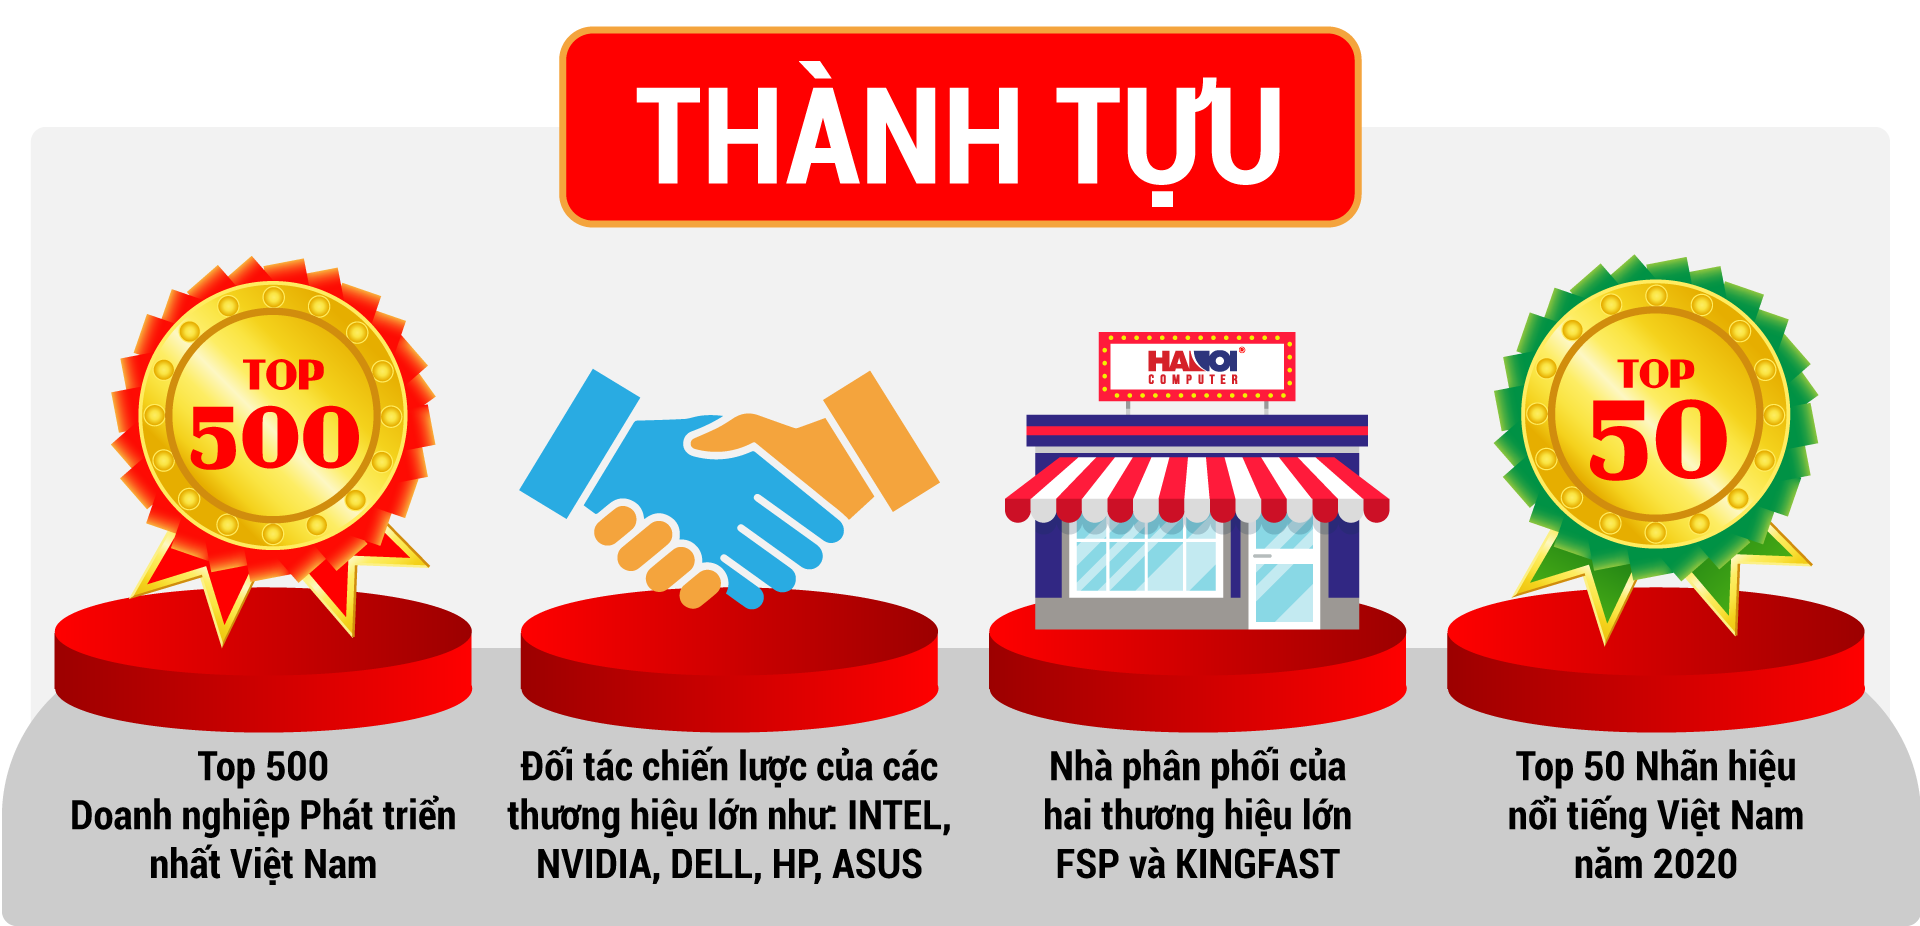 THÀNH TỰU
TOP
500
HANOI®
COMPUTER
TOP
50
Top 500
Doanh nghiệp Phát triển
nhất Việt Nam
Đối tác chiến lược của các
thương hiệu lớn như: INTEL,
NVIDIA, DELL, HP, ASUS
Nhà phân phối của
hai thương hiệu lớn
FSP và KINGFAST
Top 50 Nhãn hiệu
nổi tiếng Việt Nam
năm 2020